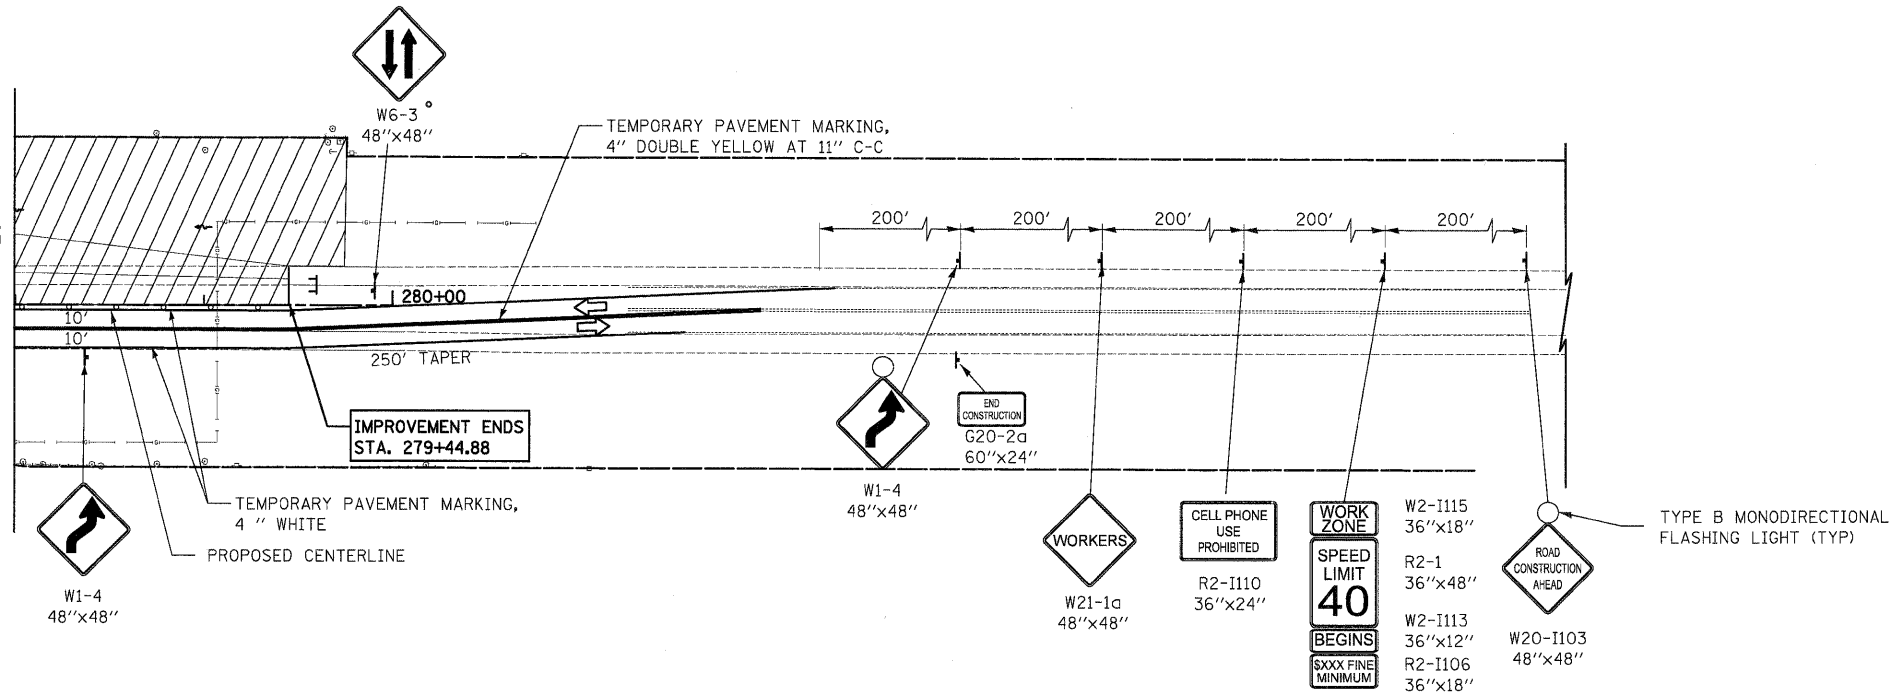 W6-3°
48"x48"
TEMPORARY PAVEMENT MARKING,
4" DOUBLE YELLOW AT 11" C-C
200'
200'
200'
200'
200'
280+00
10'
10'
250' TAPER
IMPROVEMENT ENDS
STA. 279+44.88
END
CONSTRUCTION
G20-2a
60"x24"
W1-4
48"x48"
TEMPORARY PAVEMENT MARKING,
4 " WHITE
PROPOSED CENTERLINE
W1-4
48"x48"
WORKERS
W21-1a
48"x48"
CELL PHONE
USE
PROHIBITED
R2-I110
36"x24"
WORK
ZONE
W2-I115
36"x18"
SPEED
LIMIT
40
R2-1
36"x48"
BEGINS
W2-I113
36"x12"
$XXX FINE
MINIMUM
R2-I106
36"x18"
ROAD
CONSTRUCTION
AHEAD
W20-I103
48"x48"
TYPE B MONODIRECTIONAL
FLASHING LIGHT (TYP)